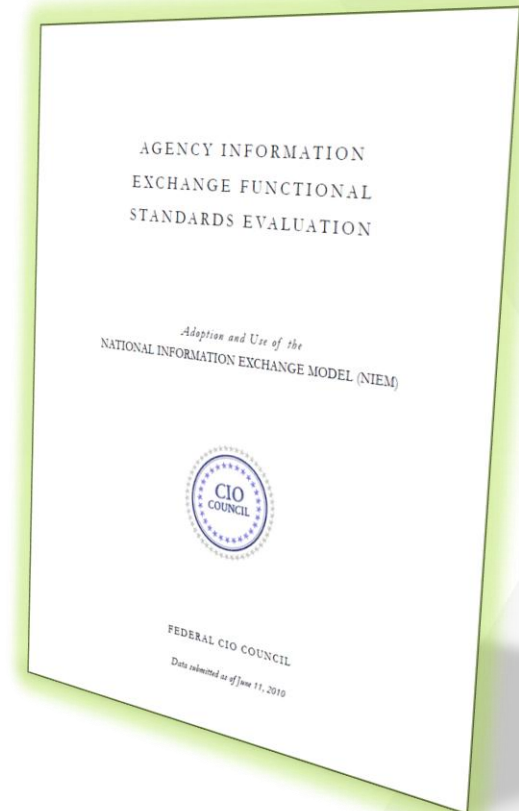 AGENCY INFORMATION
EXCHANGE FUNCTIONAL
STANDARDS EVALUATION
Adoption and Use of the
NATIONAL INFORMATION EXCHANGE MODEL (NIEM)
CIO
COUNCIL
FEDERAL CIO COUNCIL
Data submitted as of June 11, 2010